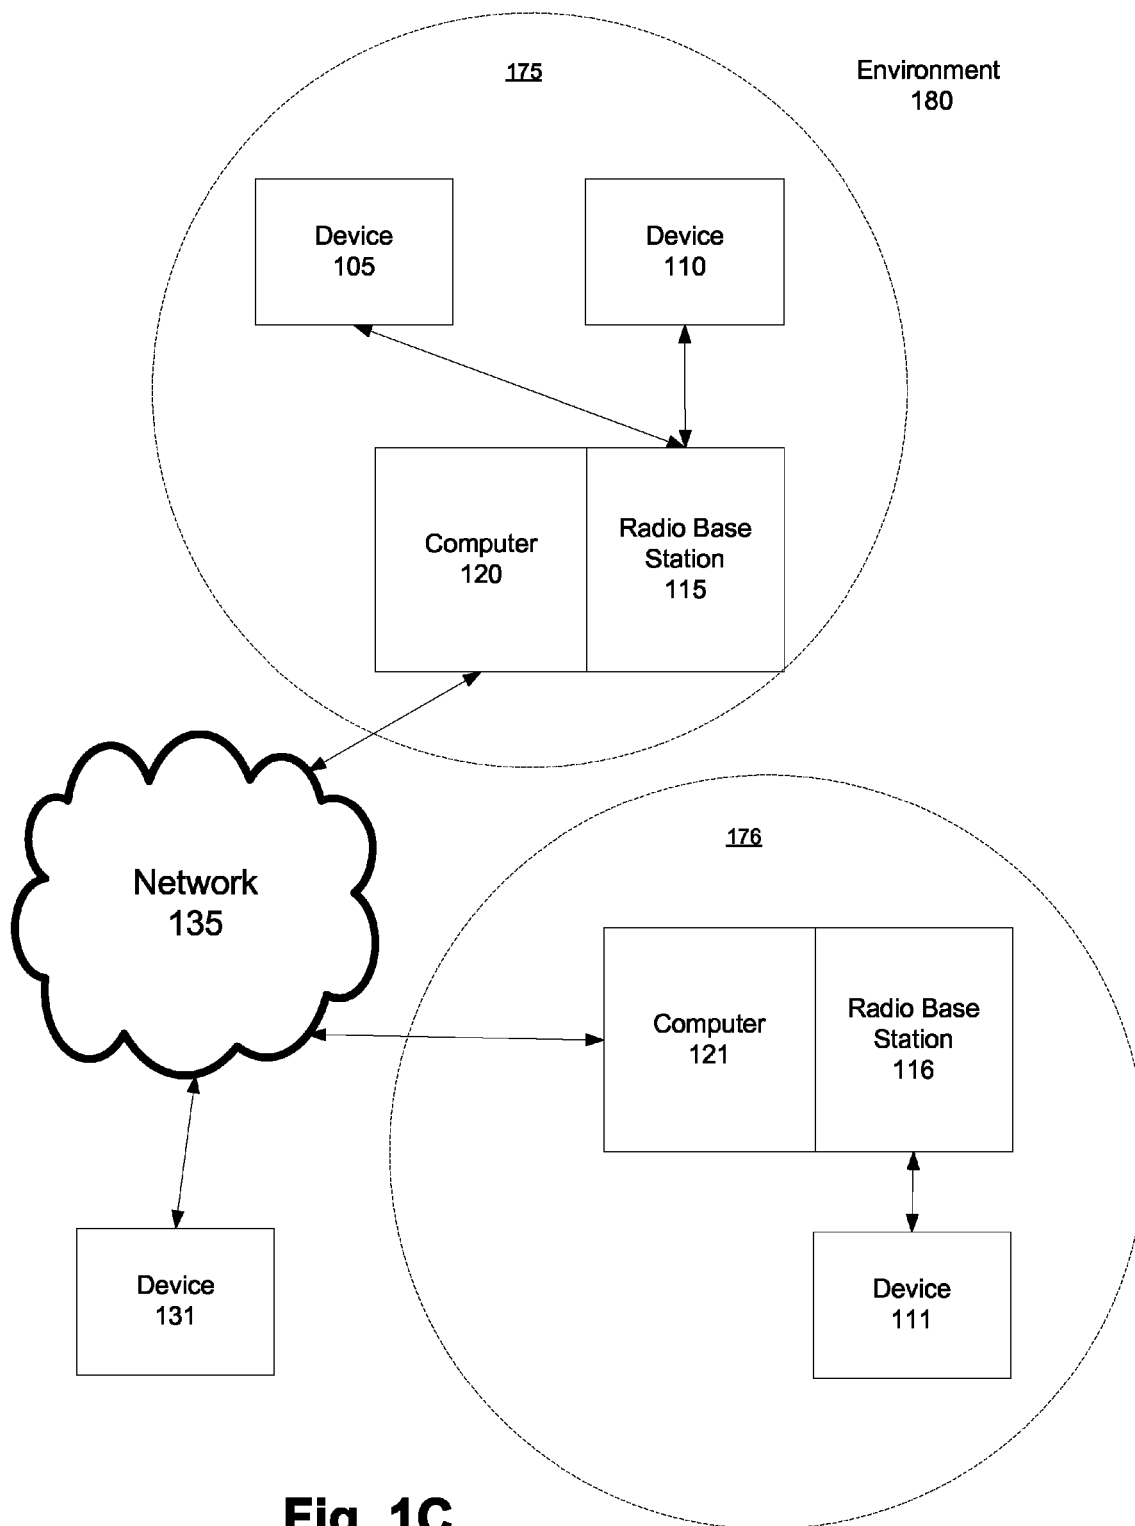 175
Environment
180
Device
105
Device
110
Computer
120
Radio Base
Station
115
Network
135
176
Computer
121
Radio Base
Station
116
Device
131
Device
111
Fig. 1C